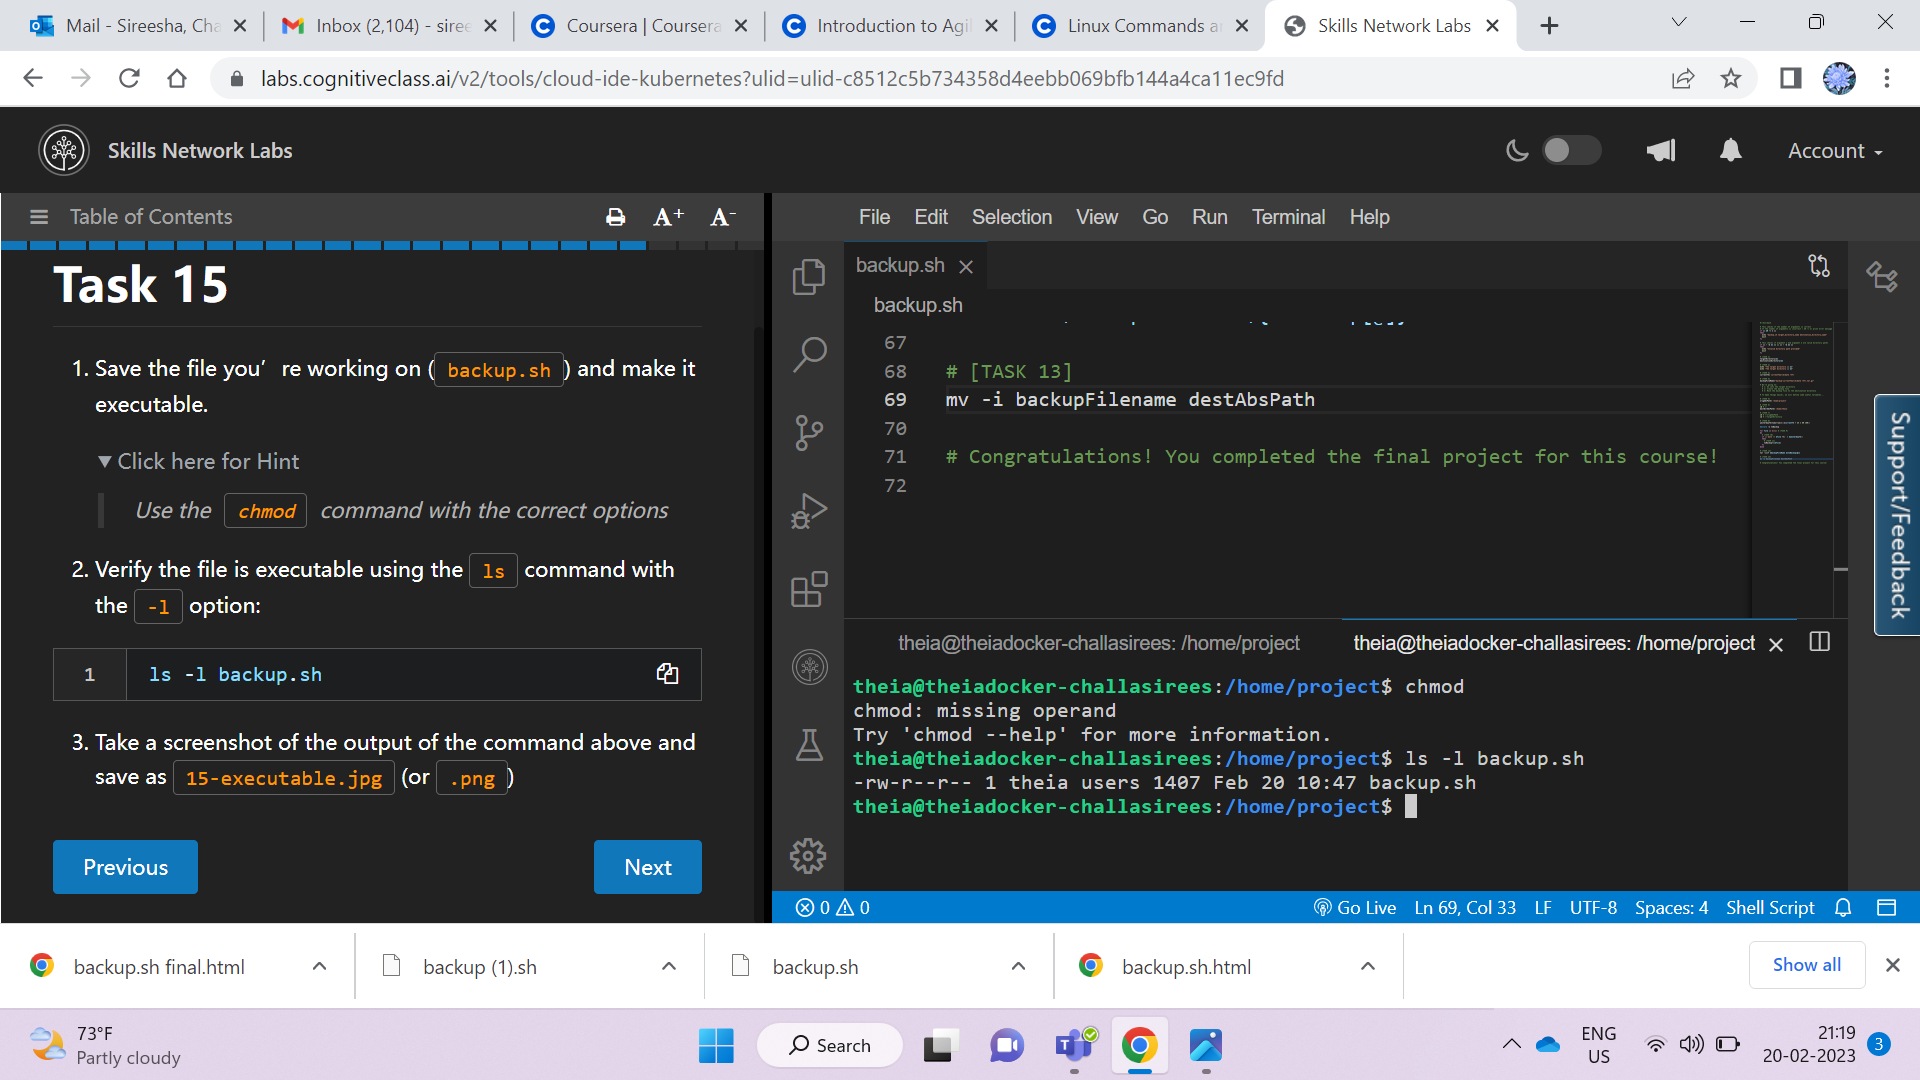 Mail - Sireesha, Cha
Inbox (2,104) - siree
Coursera | Coursera
Introduction to Agil
Linux Commands a
Skills Network Labs
labs.cognitiveclass.ai/v2/tools/cloud-ide-kubernetes?ulid=ulid-c8512c5b734358d4eebb069bfb144a4ca11ec9fd
Skills Network Labs
Account
Table of Contents
A+
A-
File Edit Selection View Go Run Terminal Help
Task 15
1. Save the file you' re working on ( backup.sh ) and make it
executable.
▼ Click here for Hint
Use the chmod command with the correct options
2. Verify the file is executable using the ls command with
the -l option:
1 ls -l backup.sh
3. Take a screenshot of the output of the command above and
save as 15-executable.jpg (or .png )
Previous
Next
backup.sh
backup.sh
67
68 # [TASK 13]
69 mv -i backupFilename destAbsPath
70
71 # Congratulations! You completed the final project for this course!
72
theia@theiadocker-challasirees: /home/project
theia@theiadocker-challasirees: /home/project
theia@theiadocker-challasirees:/home/project$ chmod
chmod: missing operand
Try 'chmod --help' for more information.
theia@theiadocker-challasirees:/home/project$ ls -l backup.sh
-rw-r--r-- 1 theia users 1407 Feb 20 10:47 backup.sh
theia@theiadocker-challasirees:/home/project$
Support/Feedback
0 0
Go Live Ln 69, Col 33 LF UTF-8 Spaces: 4 Shell Script
backup.sh final.html
backup (1).sh
backup.sh
backup.sh.html
Show all
73°F
Partly cloudy
Search
ENG
US
21:19
20-02-2023
3